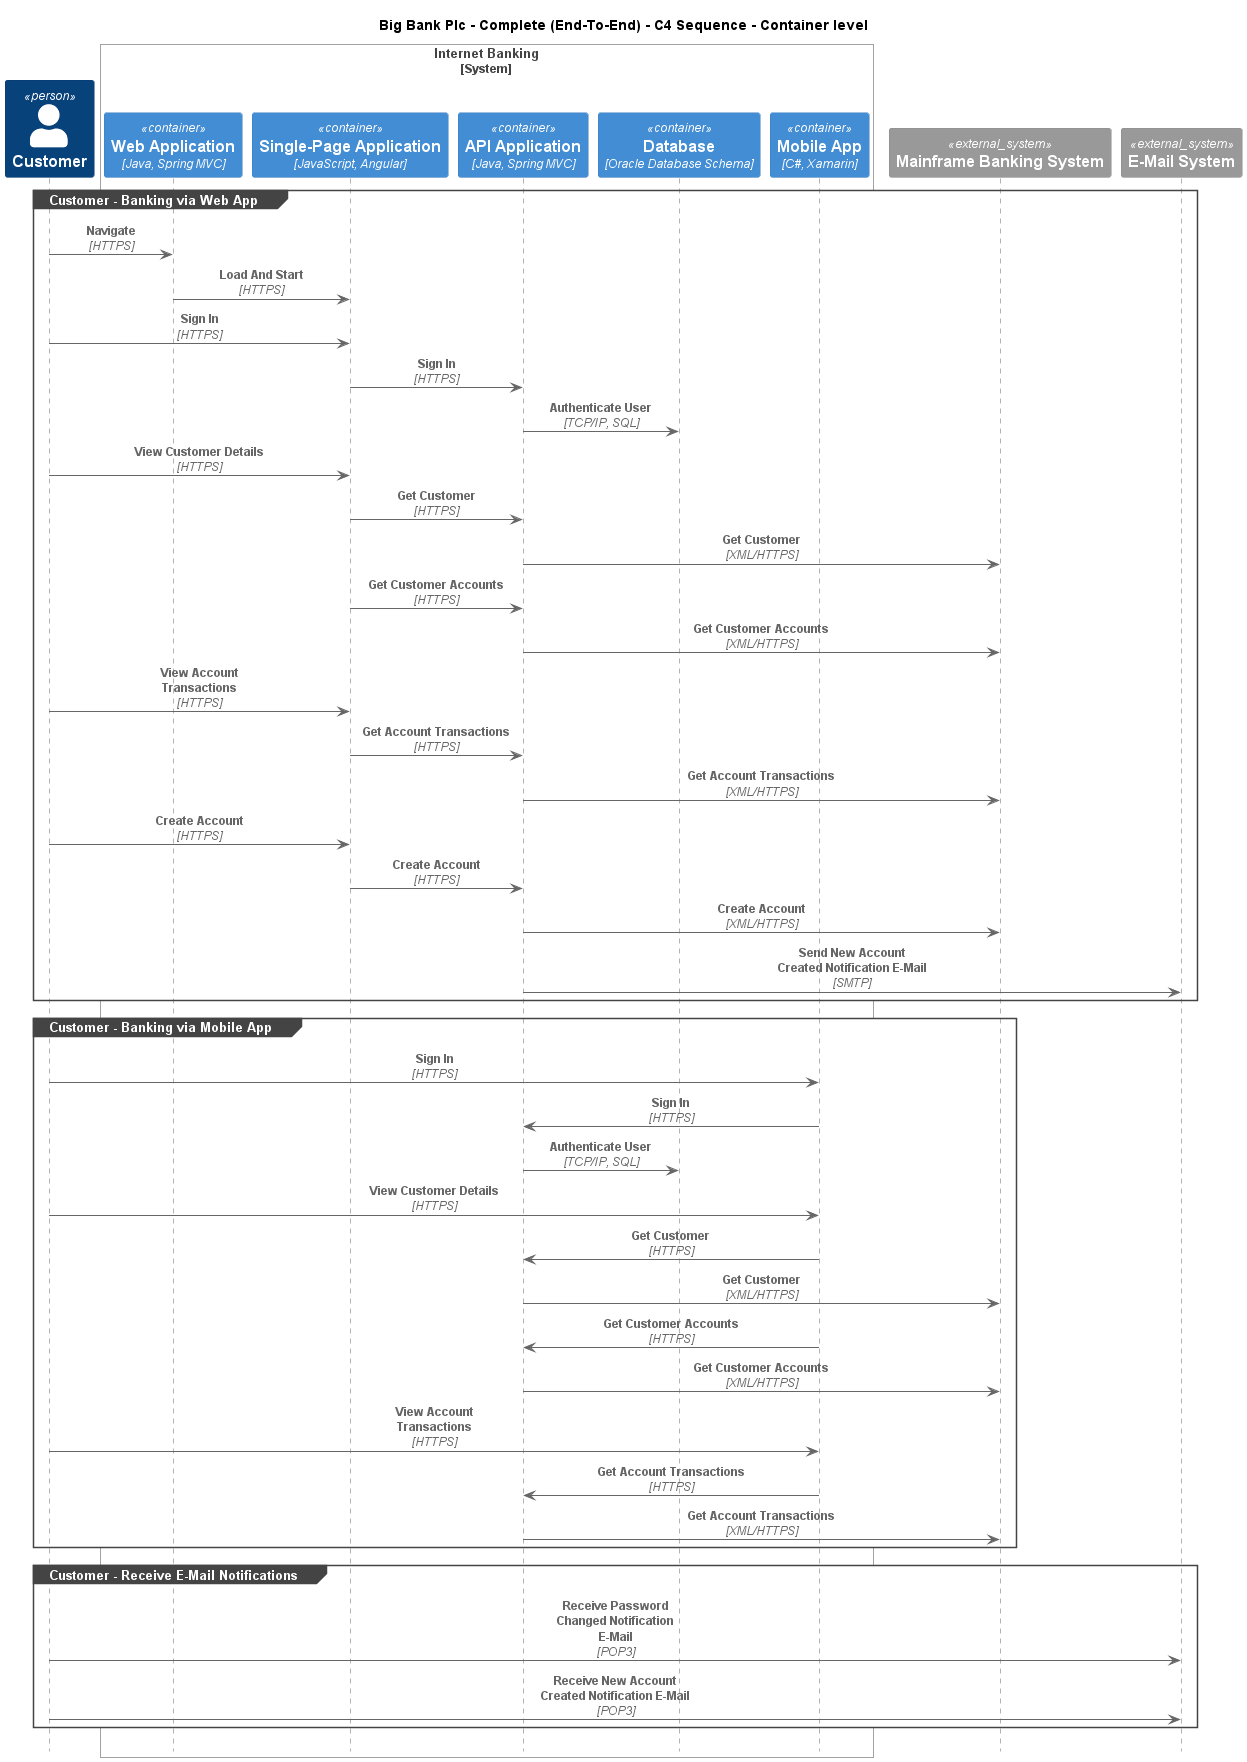 Big Bank Plc - Complete (End-To-End) - C4 Sequence - Container level
Internet Banking
[System]
«person»
Customer
«container»
Web Application
[Java, Spring MVC]
«container»
Single-Page Application
[JavaScript, Angular]
«container»
API Application
[Java, Spring MVC]
«container»
Database
[Oracle Database Schema]
«container»
Mobile App
[C#, Xamarin]
«external_system»
Mainframe Banking System
«external_system»
E-Mail System
Customer - Banking via Web App
Navigate
[HTTPS]
Load And Start
[HTTPS]
Sign In
[HTTPS]
Sign In
[HTTPS]
Authenticate User
[TCP/IP, SQL]
View Customer Details
[HTTPS]
Get Customer
[HTTPS]
Get Customer
[XML/HTTPS]
Get Customer Accounts
[HTTPS]
Get Customer Accounts
[XML/HTTPS]
View Account
Transactions
[HTTPS]
Get Account Transactions
[HTTPS]
Get Account Transactions
[XML/HTTPS]
Create Account
[HTTPS]
Create Account
[HTTPS]
Create Account
[XML/HTTPS]
Send New Account
Created Notification E-Mail
[SMTP]
Customer - Banking via Mobile App
Sign In
[HTTPS]
Sign In
[HTTPS]
Authenticate User
[TCP/IP, SQL]
View Customer Details
[HTTPS]
Get Customer
[HTTPS]
Get Customer
[XML/HTTPS]
Get Customer Accounts
[HTTPS]
Get Customer Accounts
[XML/HTTPS]
View Account
Transactions
[HTTPS]
Get Account Transactions
[HTTPS]
Get Account Transactions
[XML/HTTPS]
Customer - Receive E-Mail Notifications
Receive Password
Changed Notification
E-Mail
[POP3]
Receive New Account
Created Notification E-Mail
[POP3]